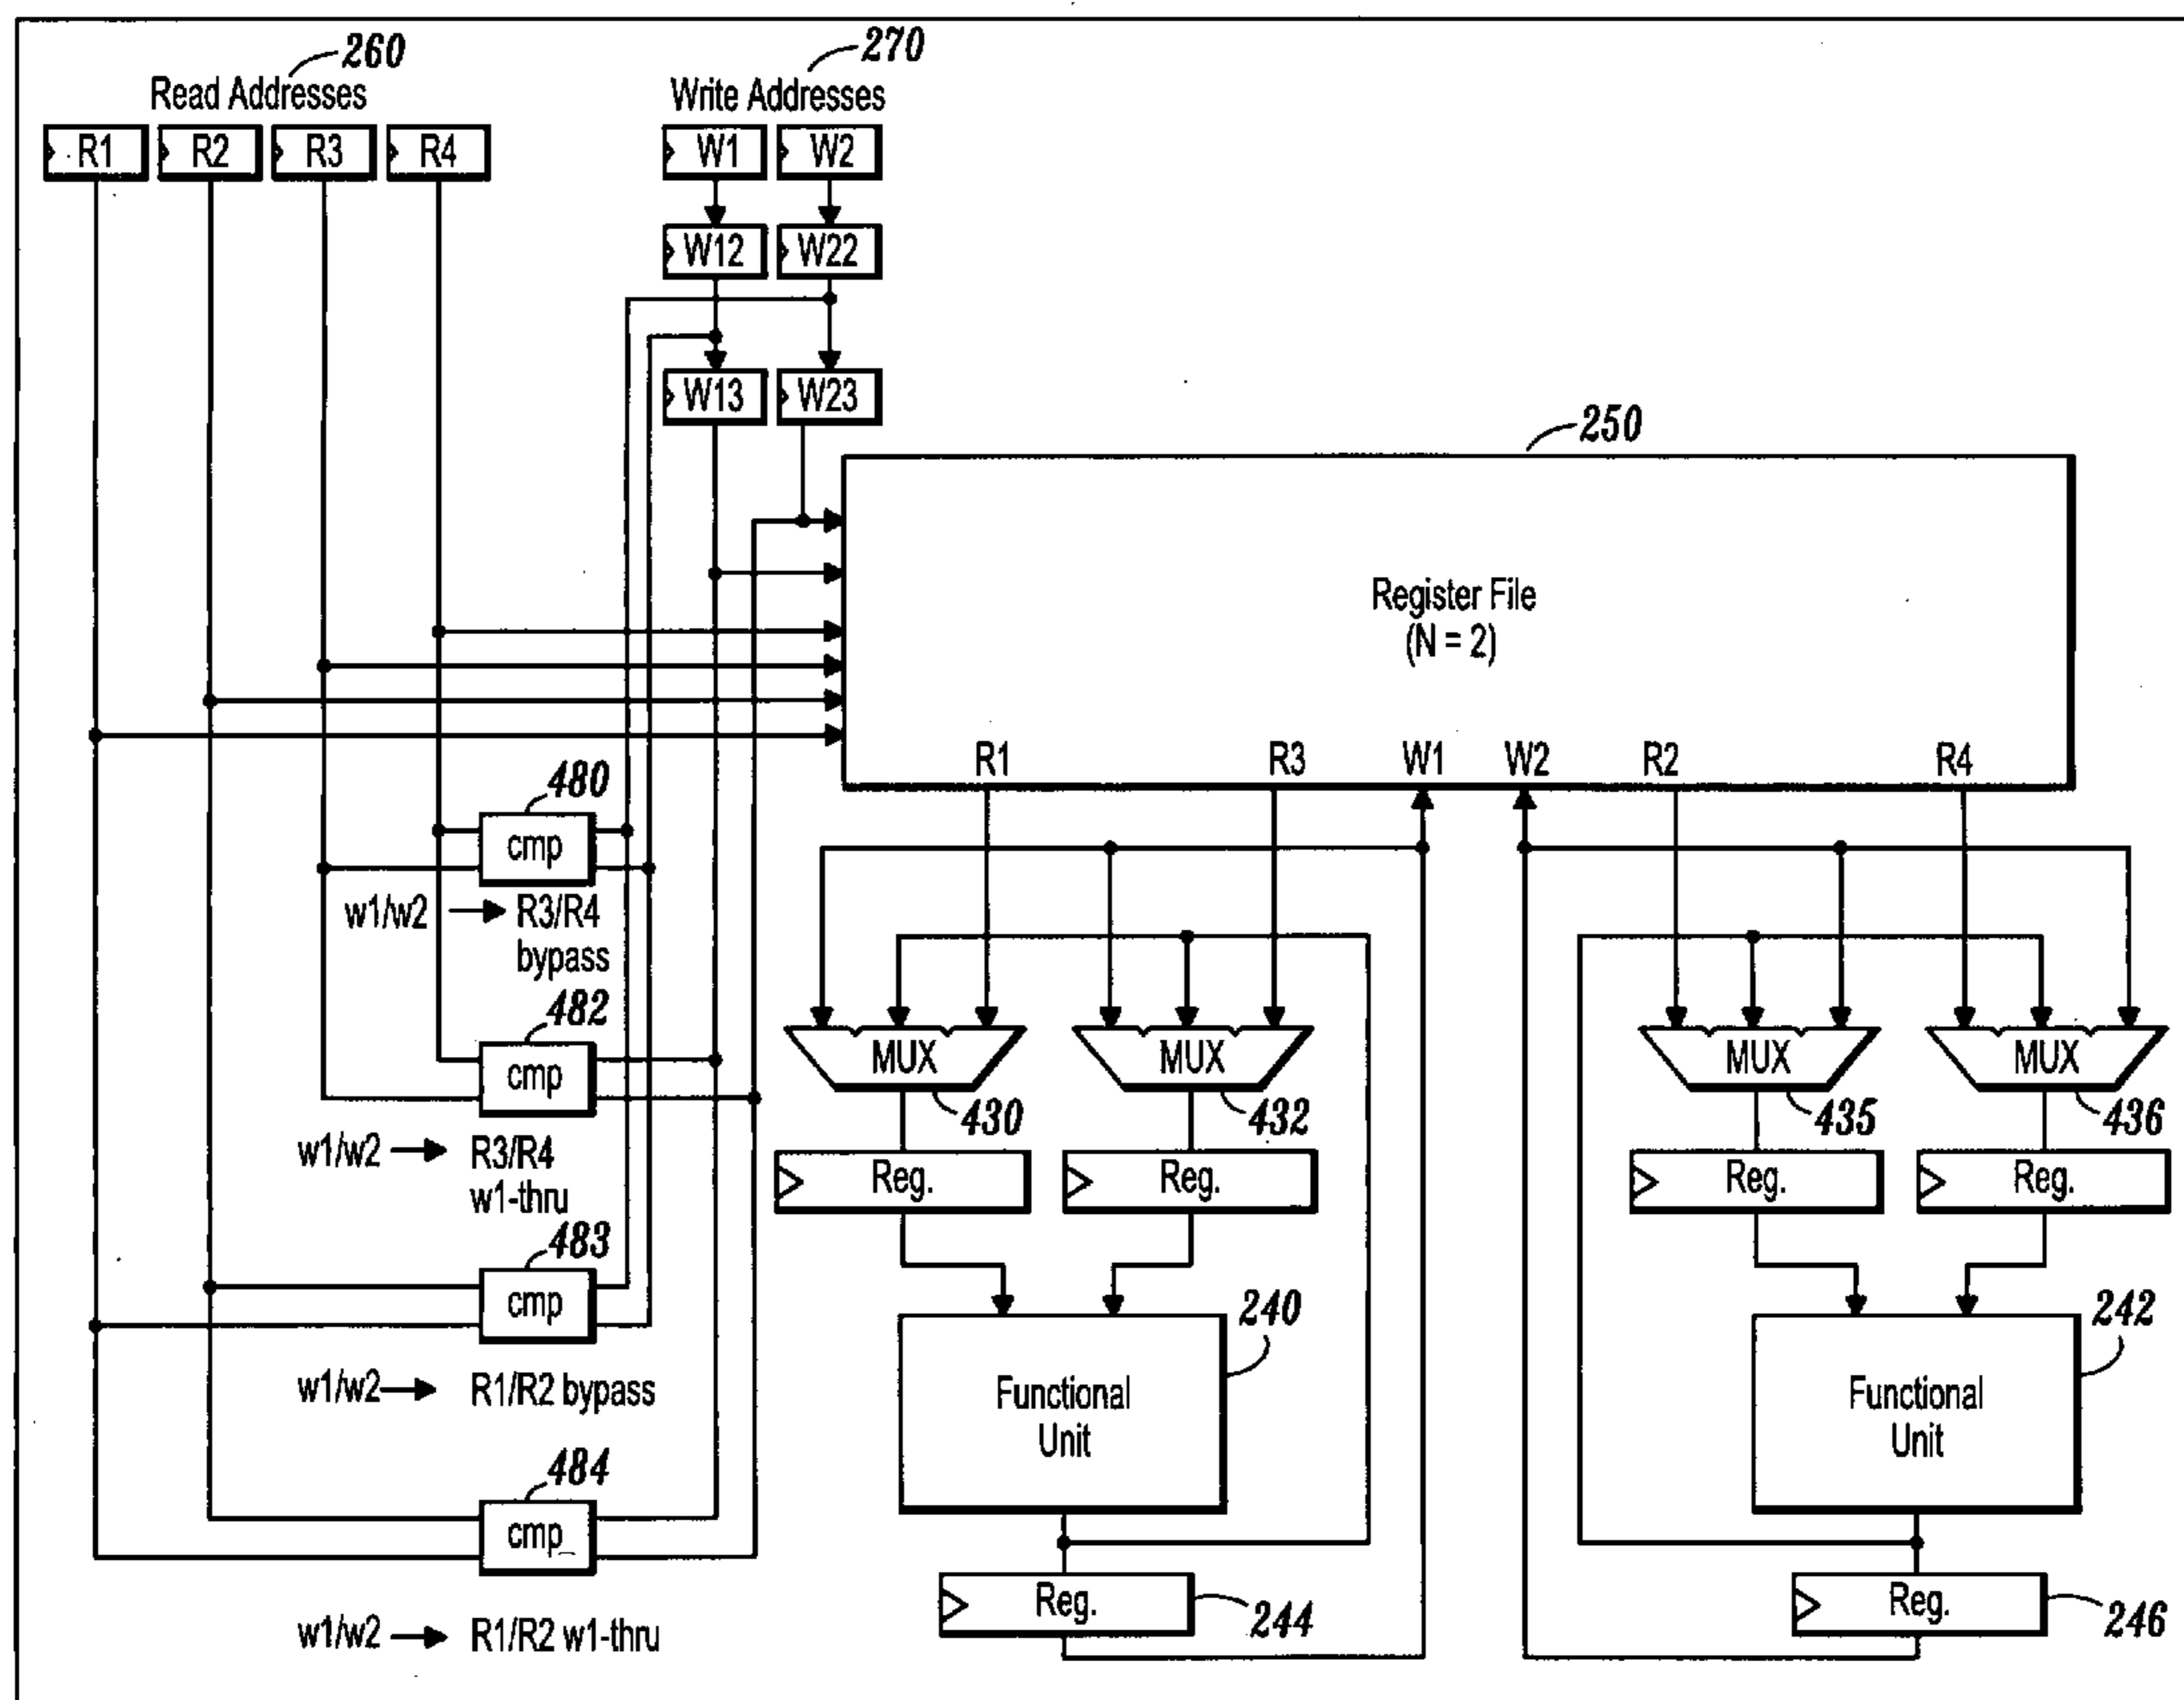 260
270
Read Addresses
Write Addresses
R1 R2 R3 R4
W1 W2
W12 W22
W13 W23
250
Register File
(N = 2)
R1 R3 W1 W2 R2 R4
480
cmp
w1/w2 R3/R4
bypass
482
cmp
w1/w2 R3/R4
w1-thru
483
cmp
w1/w2 R1/R2 bypass
484
cmp
w1/w2 R1/R2 w1-thru
MUX MUX MUX MUX
430 432 435 436
Reg. Reg. Reg. Reg.
240 242
Functional
Unit
Functional
Unit
Reg. Reg.
244 246